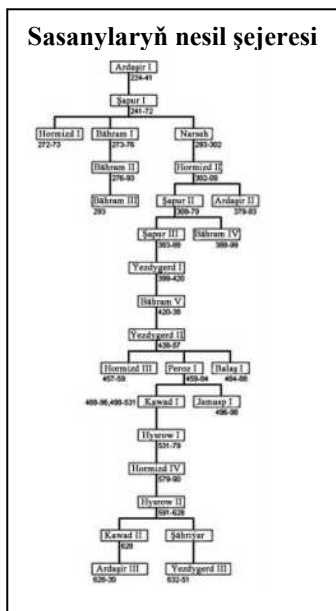 Sasanylaryň nesil şejeresi
Ardaşir I
224-41
Şapur I
241-72
Hormizd I Bähram I Narseh
272-73 273-76 293-302
Bähram II Hormizd II
276-93 302-09
Bähram III Şapur II Ardaşir II
293 309-79 379-83
Şapur III Bähram IV
383-88
Yezdygerd I
399-420
Bähram V
420-38
Yezdygerd II
438-57
Hormizd III Peroz I Balaş I
457-59 459-84 484-88
488-96,498-531 Kawad I Jamasp I
496-98
Hysrow I
531-79
Hormizd IV
579-90
Hysrow II
591-628
Kawad II Şähriyar
628
Ardaşir III Yezdygerd III
628-30 632-51